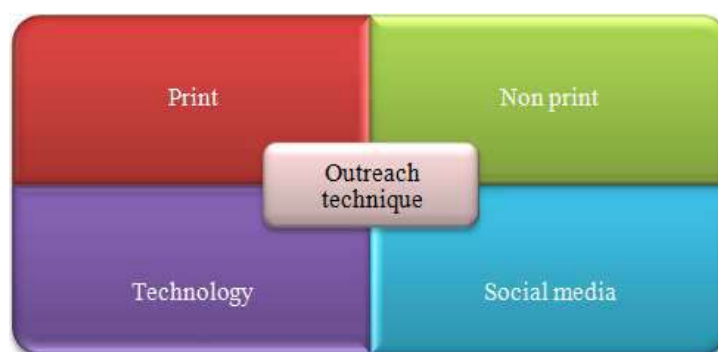 Print
Non print
Outreach
technique
Technology
Social media